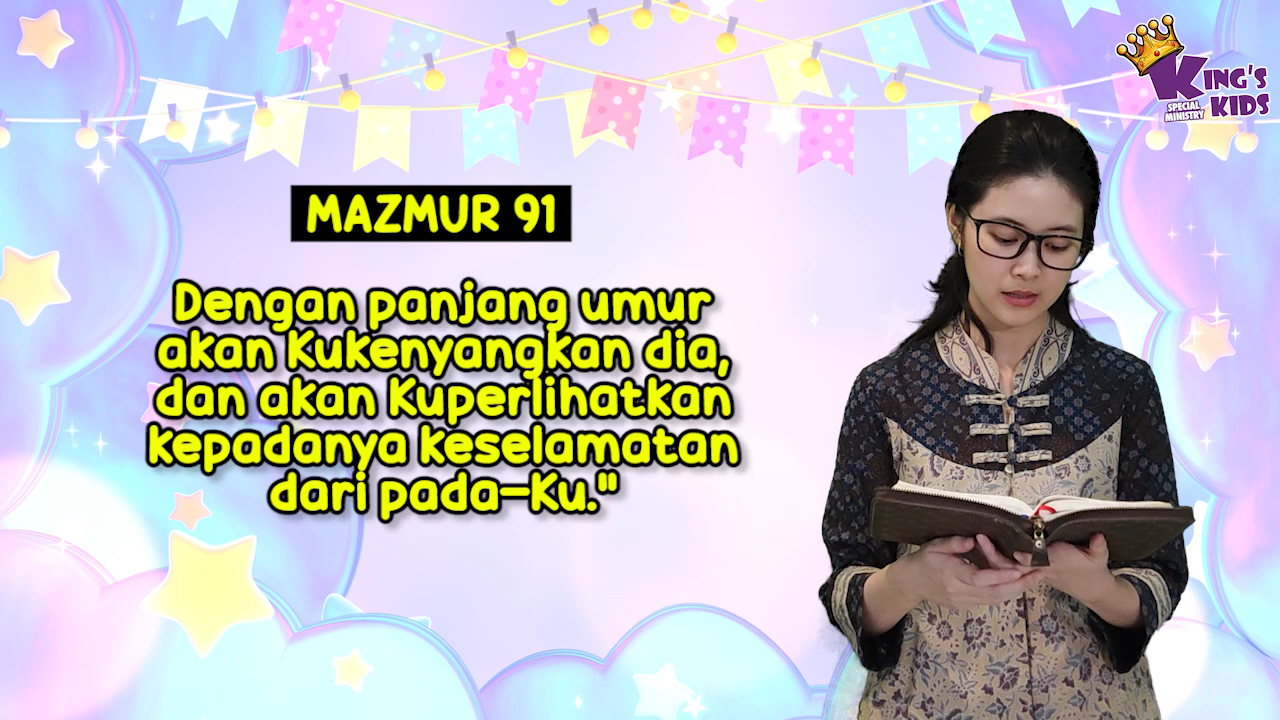 KING'S
KIDS
SPECIAL
MINISTRY
MAZMUR 91
Dengan panjang umur
akan Kukenyangkan dia,
dan akan Kuperlihatkan
kepadanya keselamatan
dari pada-Ku."